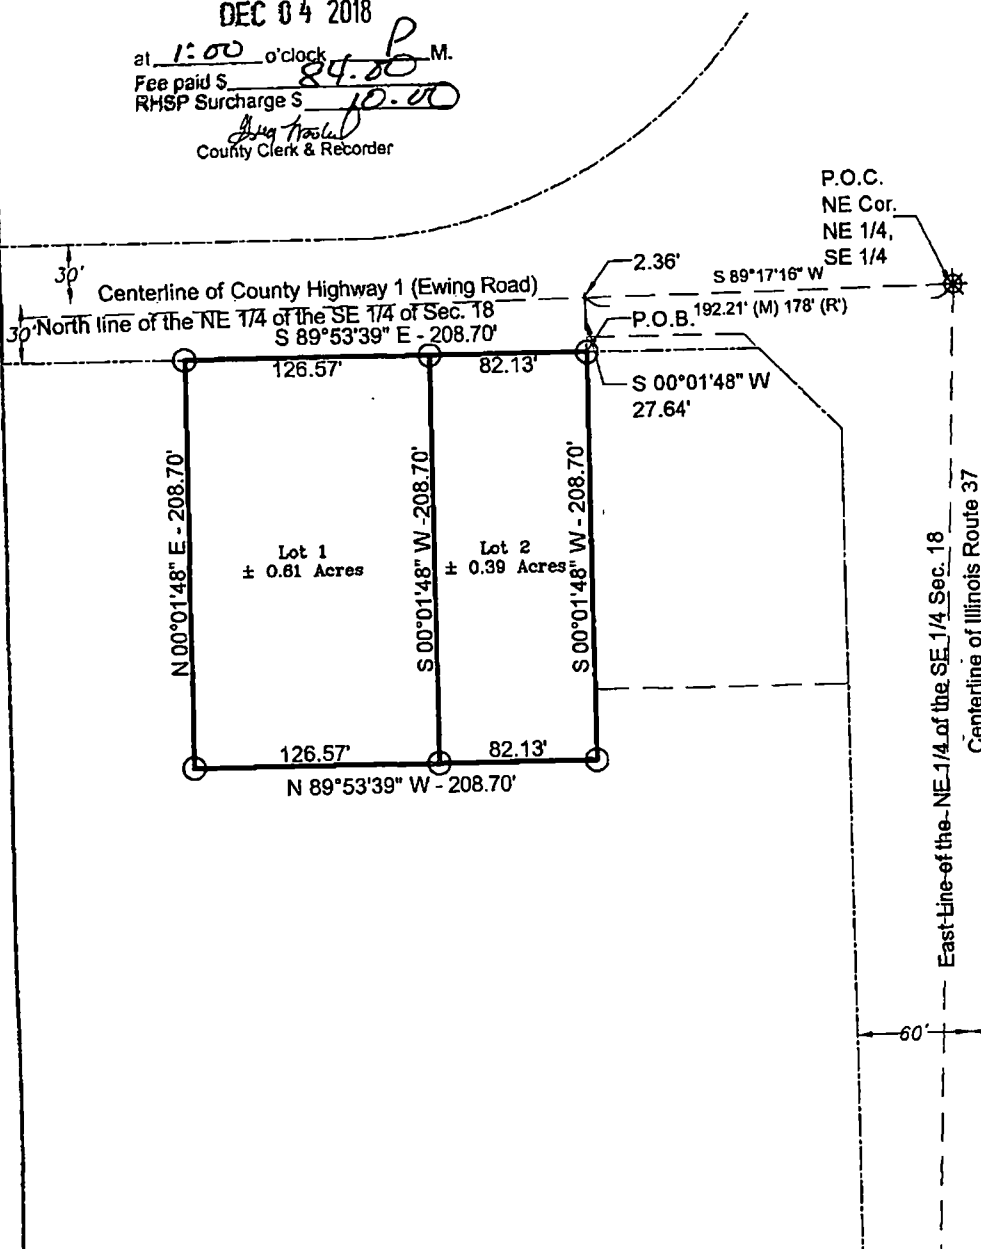 DEC 04 2018
at 1:00 o'clock P M.
Fee paid $ 84.00
RHSP Surcharge $ 10.00
County Clerk & Recorder
P.O.C.
NE Cor.
NE 1/4,
SE 1/4
30'
2.36'
S 89°17'16" W
Centerline of County Highway 1 (Ewing Road)
192.21' (M) 178' (R')
30'
North line of the NE 1/4 of the SE 1/4 of Sec. 18
P.O.B.
S 89°53'39" E - 208.70'
126.57'
82.13'
S 00°01'48" W
27.64'
N 00°01'48" E - 208.70'
S 00°01'48" W -208.70'
S 00°01'48" W - 208.70'
Lot 1
± 0.61 Acres
Lot 2
± 0.39 Acres
126.57'
82.13'
N 89°53'39" W - 208.70'
East Line of the NE 1/4 of the SE 1/4 Sec. 18
Centerline of Illinois Route 37
60'